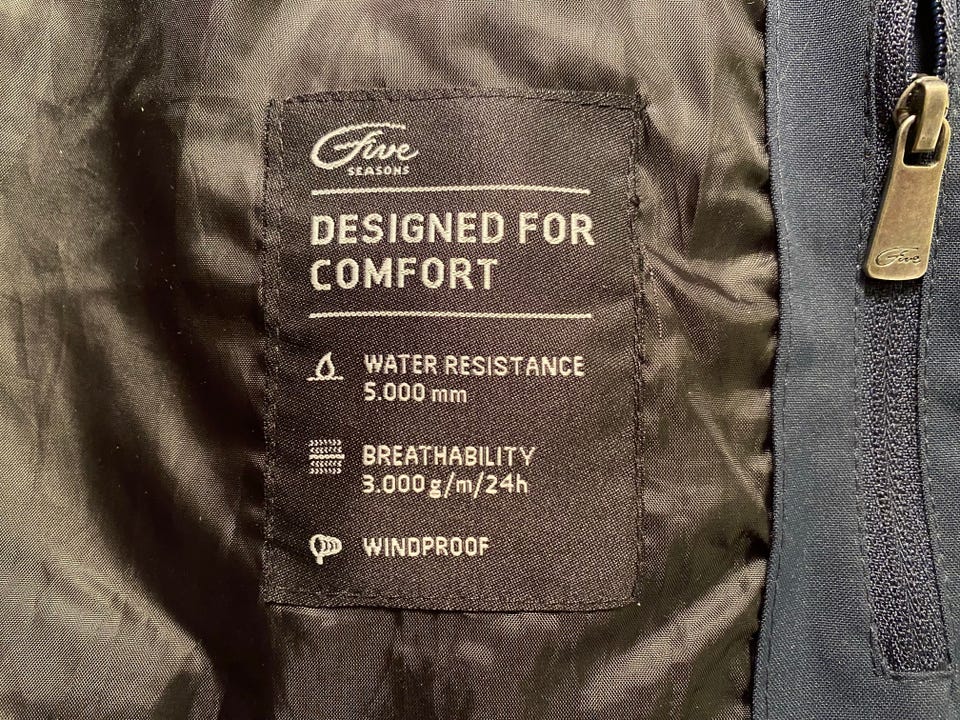 Five
SEASONS
DESIGNED FOR
COMFORT
WATER RESISTANCE
5.000 mm
BREATHABILITY
3.000 g/m/24h
WINDPROOF
Five